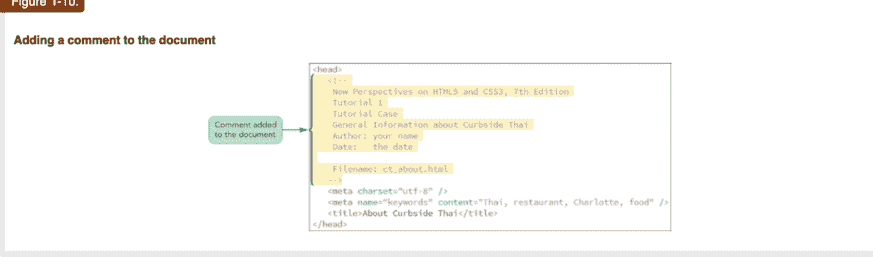 Figure 1-10.
Adding a comment to the document
Comment added
to the document
<head>
<!--
New Perspectives on HTML5 and CSS3, 7th Edition
Tutorial 1
Tutorial Case
General Information about Curbside Thai
Author: your name
Date:   the date
Filename: ct_about.html
-->
<meta charset="utf-8" />
<meta name="keywords" content="Thai, restaurant, Charlotte, food" />
<title>About Curbside Thai</title>
</head>